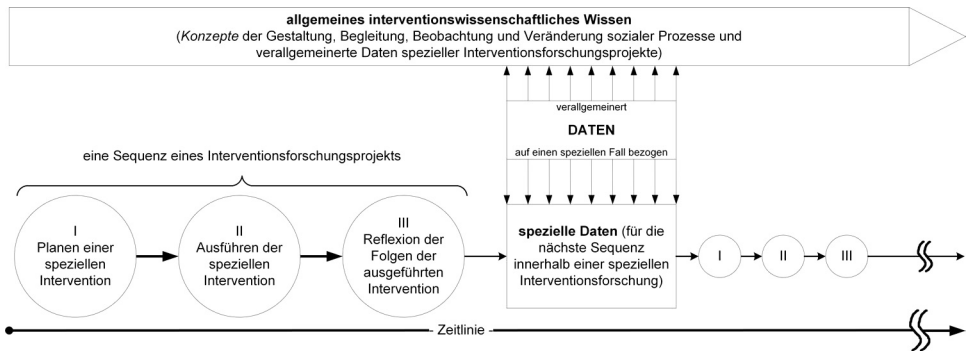 allgemeines interventionswissenschaftliches Wissen
(Konzepte der Gestaltung, Begleitung, Beobachtung und Veränderung sozialer Prozesse und
verallgemeinerte Daten spezieller Interventionsforschungsprojekte)
verallgemeinert
DATEN
auf einen speziellen Fall bezogen
eine Sequenz eines Interventionsforschungsprojekts
I
Planen einer
speziellen
Intervention
II
Ausführen der
speziellen
Intervention
III
Reflexion der
Folgen der
ausgeführten
Intervention
spezielle Daten (für die
nächste Sequenz
innerhalb einer speziellen
Interventionsforschung)
I
II
III
- Zeitlinie -